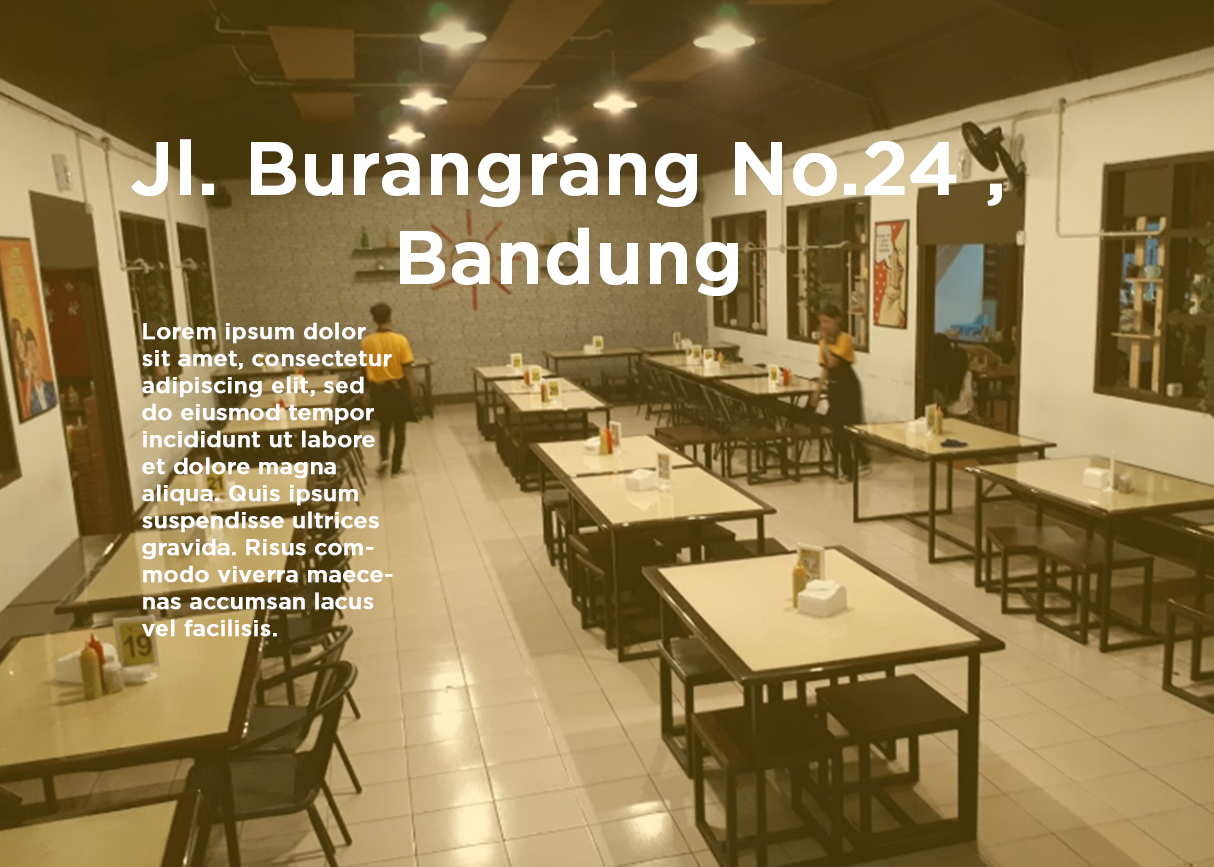 Jl. Burangrang No.24 ,
Bandung
Lorem ipsum dolor
sit amet, consectetur
adipiscing elit, sed
do eiusmod tempor
incididunt ut labore
et dolore magna
aliqua. Quis ipsum
suspendisse ultrices
gravida. Risus com-
modo viverra maece-
nas accumsan lacus
vel facilisis.
19